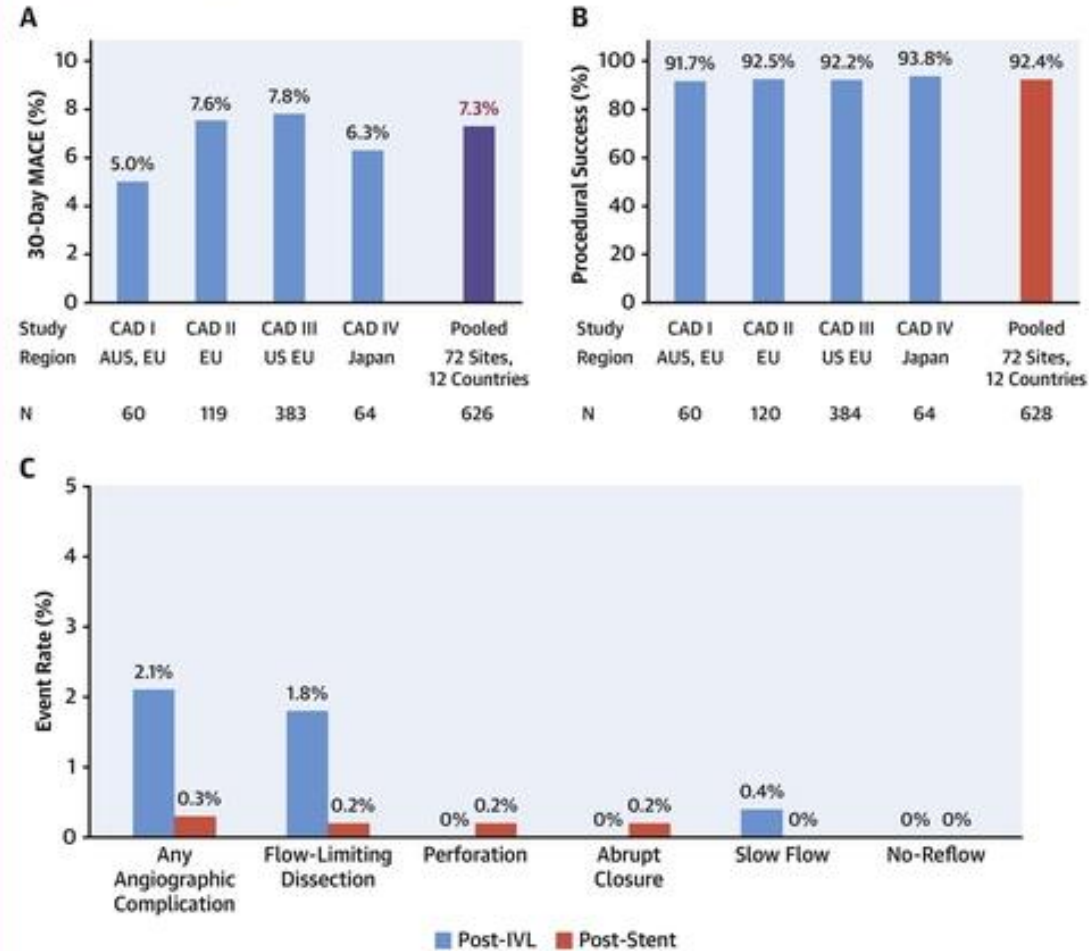 A
30-Day MACE (%)
10
8
6
4
2
0
5.0%
7.6%
7.8%
6.3%
7.3%
Study CAD I CAD II CAD III CAD IV Pooled
Region AUS, EU EU US EU Japan 72 Sites,
12 Countries
N 60 119 383 64 626
B
Procedural Success (%)
100
80
60
40
20
0
91.7%
92.5%
92.2%
93.8%
92.4%
Study CAD I CAD II CAD III CAD IV Pooled
Region AUS, EU EU US EU Japan 72 Sites,
12 Countries
N 60 120 384 64 628
C
Event Rate (%)
5
4
3
2
1
0
2.1%
0.3%
1.8%
0.2%
0%
0.2%
0%
0.2%
0.4%
0%
0%
0%
Any
Angiographic
Complication
Flow-Limiting
Dissection
Perforation
Abrupt
Closure
Slow Flow
No-Reflow
Post-IVL Post-Stent